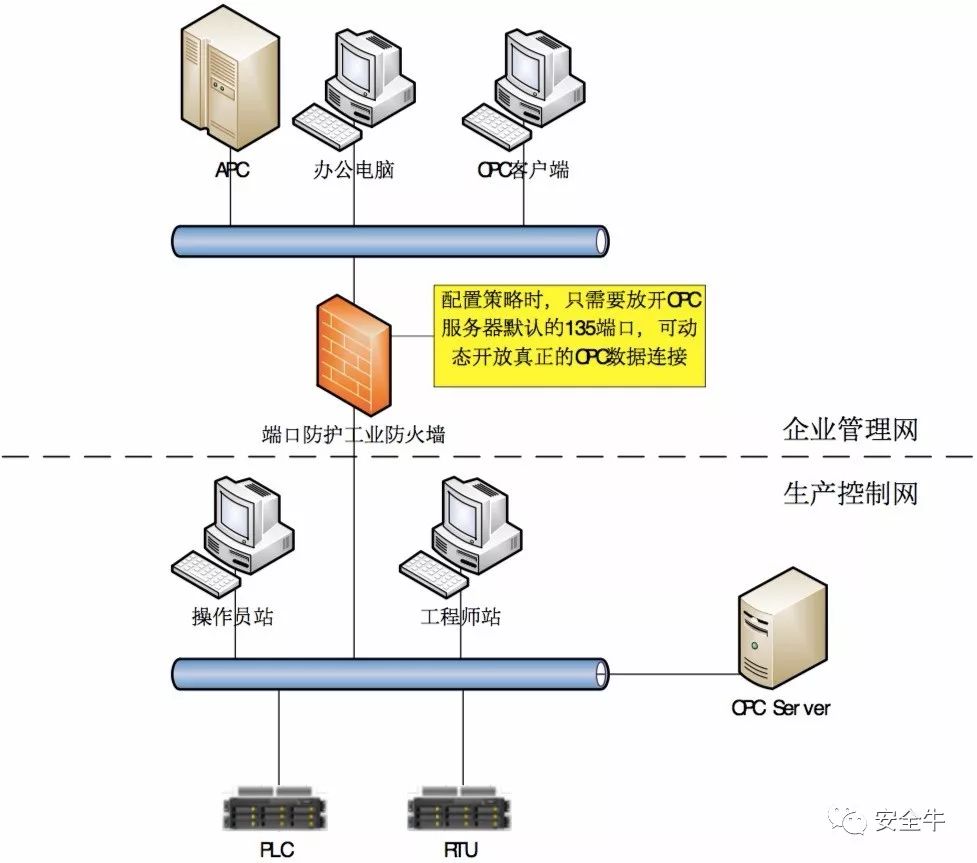 APC
办公电脑
OPC客户端
配置策略时，只需要放开OPC
服务器默认的135端口，可动
态开放真正的OPC数据连接
端口防护工业防火墙
企业管理网
生产控制网
操作员站
工程师站
OPC Server
PLC
RTU
安全牛